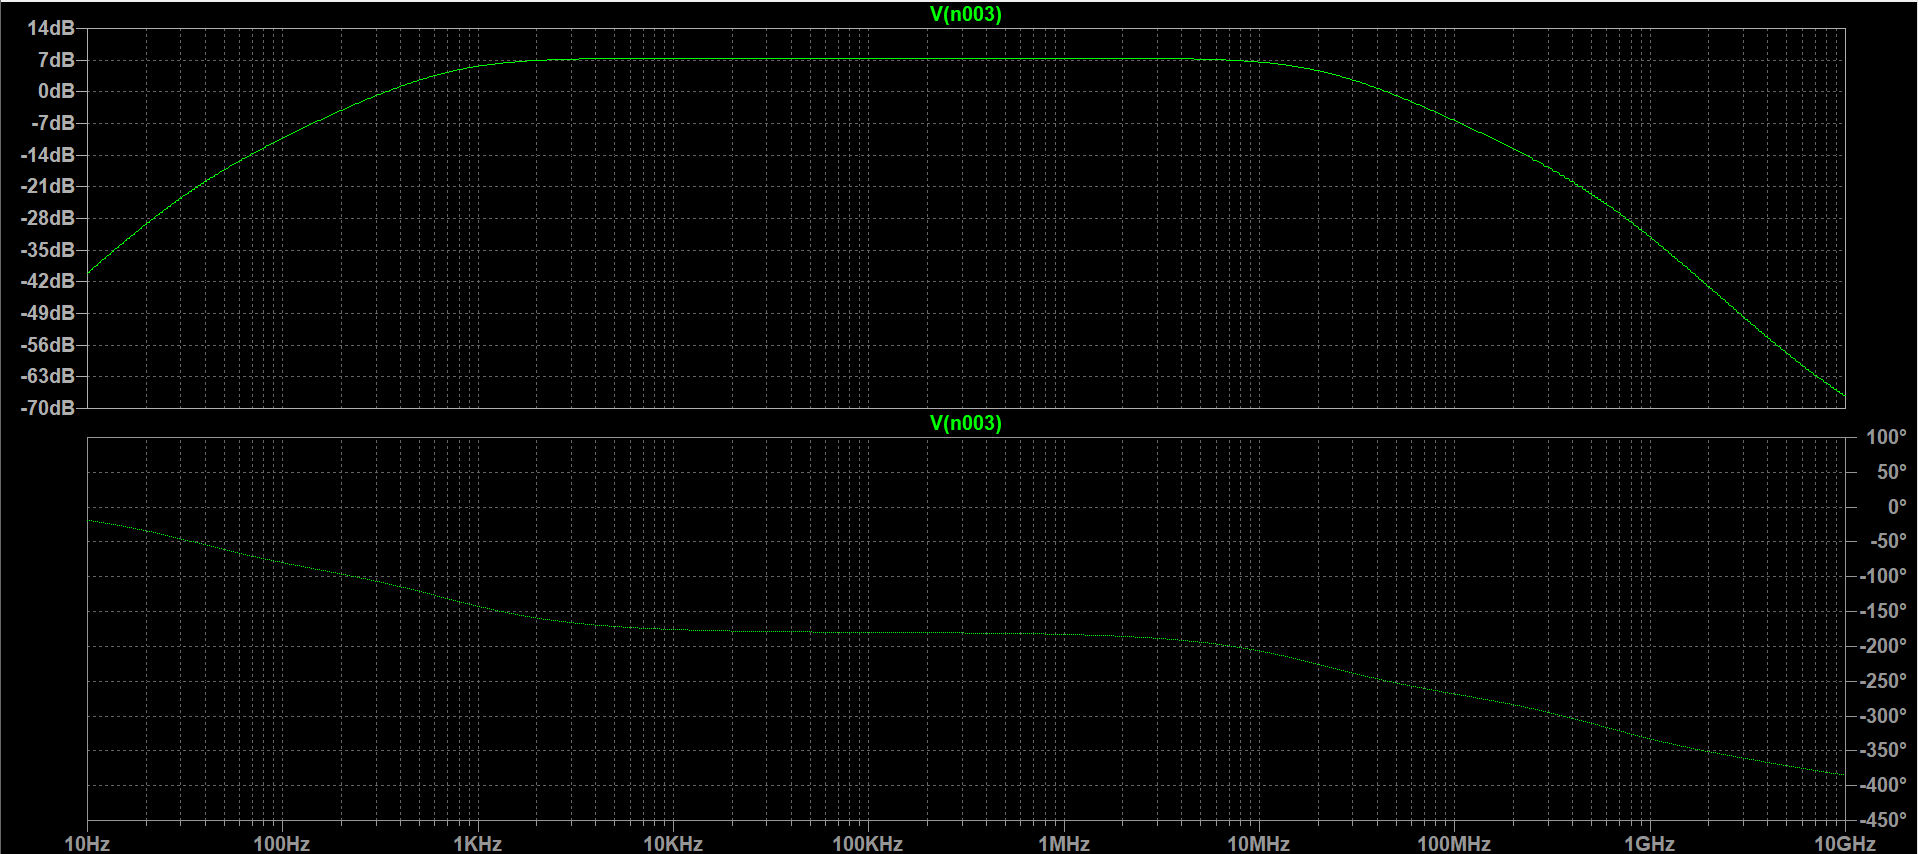 V(n003)
14dB
7dB
0dB
-7dB
-14dB
-21dB
-28dB
-35dB
-42dB
-49dB
-56dB
-63dB
-70dB
V(n003)
100°
50°
0°
-50°
-100°
-150°
-200°
-250°
-300°
-350°
-400°
-450°
10Hz 100Hz 1KHz 10KHz 100KHz 1MHz 10MHz 100MHz 1GHz 10GHz